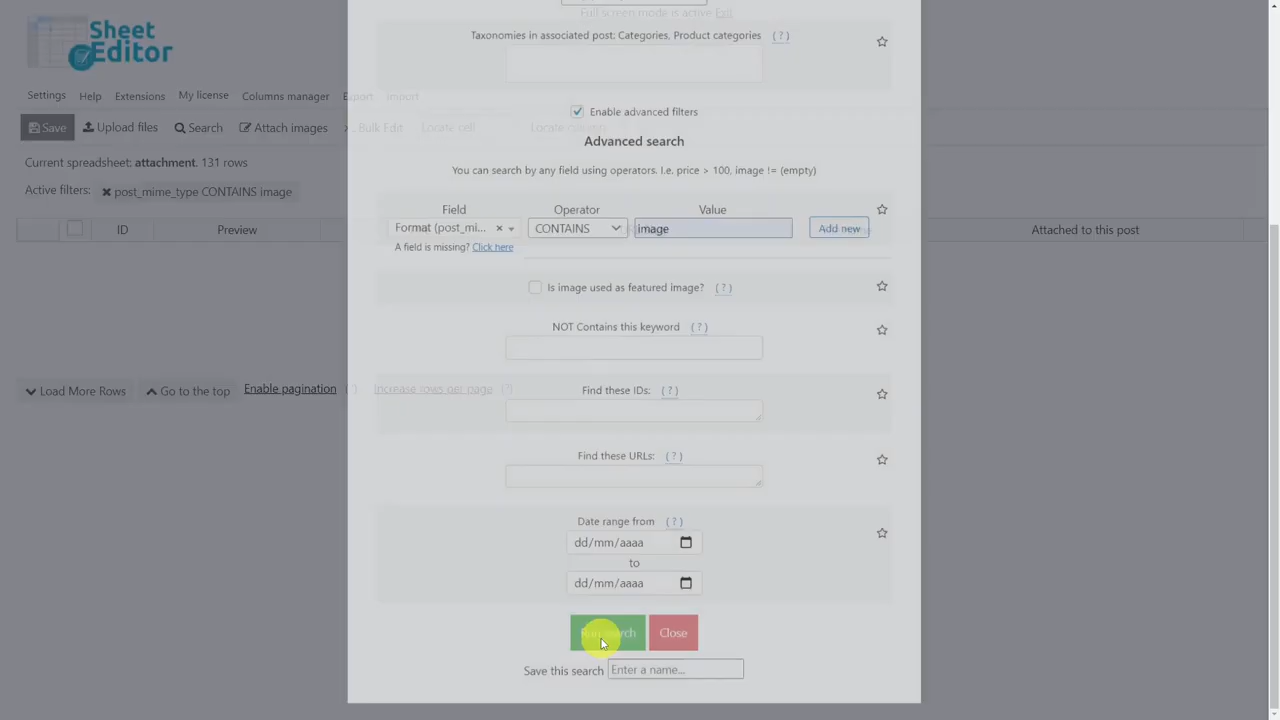 Full screen mode is active Exit
Sheet
Editor
Taxonomies in associated post: Categories, Product categories ( ? )
Settings Help Extensions My license Columns manager Export Import
Enable advanced filters
Save Upload files Search Attach images Bulk Edit Locate cell Locate column
Advanced search
Current spreadsheet: attachment. 131 rows
You can search by any field using operators. I.e. price > 100, image != (empty)
Active filters: ✖ post_mime_type CONTAINS image
Field Operator Value
Format (post_mi... × CONTAINS image Add new
ID Preview Attached to this post
A field is missing? Click here
Is image used as featured image? ( ? )
NOT Contains this keyword ( ? )
Find these IDs: ( ? )
Load More Rows Go to the top Enable pagination Increase rows per page
Find these URLs: ( ? )
Date range from ( ? )
dd/mm/aaaa
to
dd/mm/aaaa
Run search Close
Save this search Enter a name...